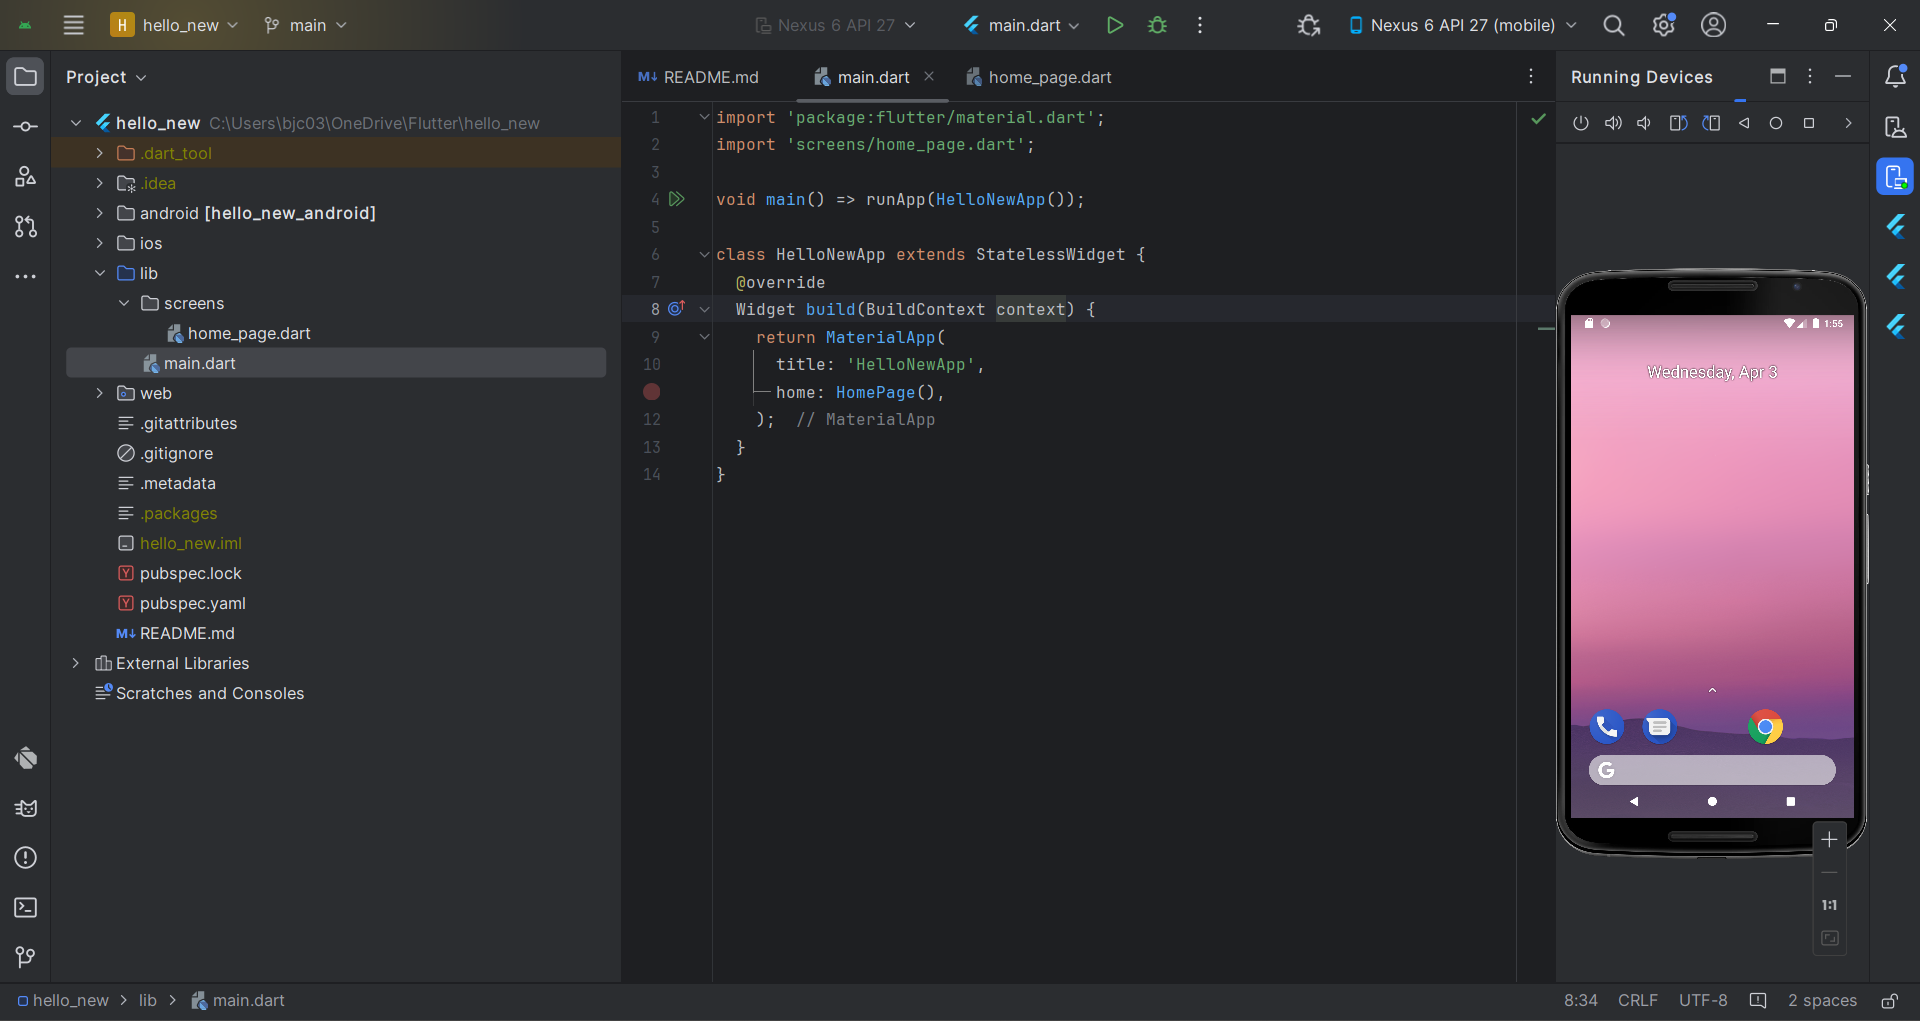 H hello_new main Nexus 6 API 27 main.dart Nexus 6 API 27 (mobile)
Project
hello_new C:\Users\bjc03\OneDrive\Flutter\hello_new
.dart_tool
.idea
android [hello_new_android]
ios
lib
screens
home_page.dart
main.dart
web
.gitattributes
.gitignore
.metadata
.packages
hello_new.iml
Y pubspec.lock
Y pubspec.yaml
M↓ README.md
External Libraries
Scratches and Consoles
M↓ README.md main.dart home_page.dart
1 import 'package:flutter/material.dart';
2 import 'screens/home_page.dart';
3
4 void main() => runApp(HelloNewApp());
5
6 class HelloNewApp extends StatelessWidget {
7 @override
8 Widget build(BuildContext context) {
9 return MaterialApp(
10 title: 'HelloNewApp',
home: HomePage(),
12 ); // MaterialApp
13 }
14 }
Running Devices
1:55
Wednesday, Apr 3
G
1:1
hello_new > lib > main.dart
8:34 CRLF UTF-8 2 spaces